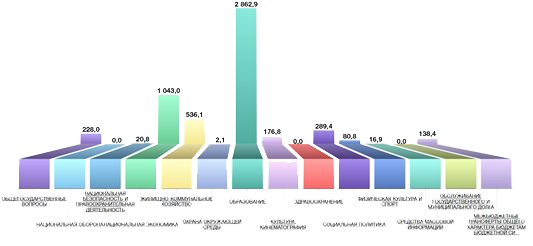 2 862,9
1 043,0
536,1
228,0
0,0
20,8
2,1
176,8
0,0
289,4
80,8
16,9
0,0
138,4
ОБЩЕГОСУДАРСТВЕННЫЕ
ВОПРОСЫ
НАЦИОНАЛЬНАЯ ОБОРОНА
НАЦИОНАЛЬНАЯ
БЕЗОПАСНОСТЬ И
ПРАВООХРАНИТЕЛЬНАЯ
ДЕЯТЕЛЬНОСТЬ
НАЦИОНАЛЬНАЯ ЭКОНОМИКА
ЖИЛИЩНО-КОММУНАЛЬНОЕ
ХОЗЯЙСТВО
ОХРАНА ОКРУЖАЮЩЕЙ
СРЕДЫ
ОБРАЗОВАНИЕ
КУЛЬТУРА,
КИНЕМАТОГРАФИЯ
ЗДРАВООХРАНЕНИЕ
СОЦИАЛЬНАЯ ПОЛИТИКА
ФИЗИЧЕСКАЯ КУЛЬТУРА И
СПОРТ
СРЕДСТВА МАССОВОЙ
ИНФОРМАЦИИ
ОБСЛУЖИВАНИЕ
ГОСУДАРСТВЕННОГО И
МУНИЦИПАЛЬНОГО ДОЛГА
МЕЖБЮДЖЕТНЫЕ
ТРАНСФЕРТЫ ОБЩЕГО
ХАРАКТЕРА БЮДЖЕТАМ
БЮДЖЕТНОЙ СИ…